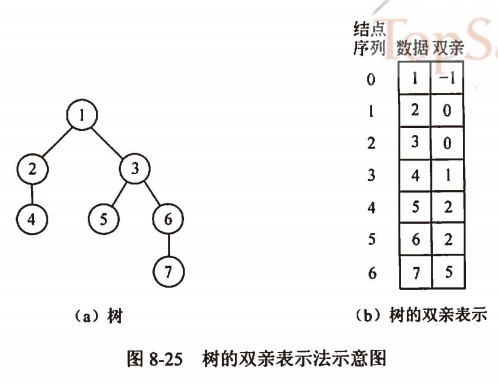 TopSa
结点
序列 数据 双亲
0 1 -1
1 2 0
2 3 0
3 4 1
4 5 2
5 6 2
6 7 5
1
2 3
4 5 6
7
(a) 树
(b) 树的双亲表示
图 8-25 树的双亲表示法示意图